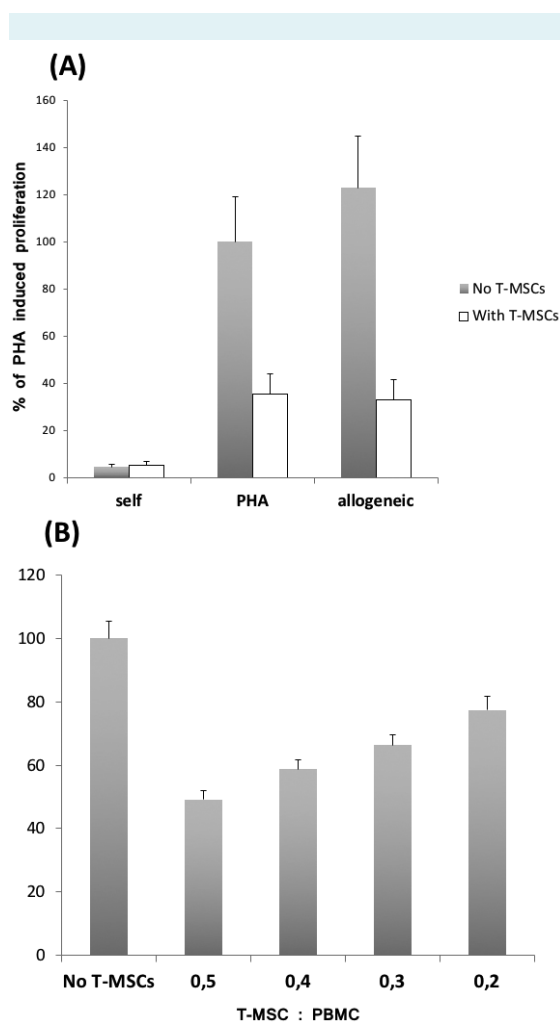 (A)
% of PHA induced proliferation
160
140
120
100
80
60
40
20
0
self PHA allogeneic
No T-MSCs
With T-MSCs
(B)
120
100
80
60
40
20
0
No T-MSCs 0,5 0,4 0,3 0,2
T-MSC : PBMC